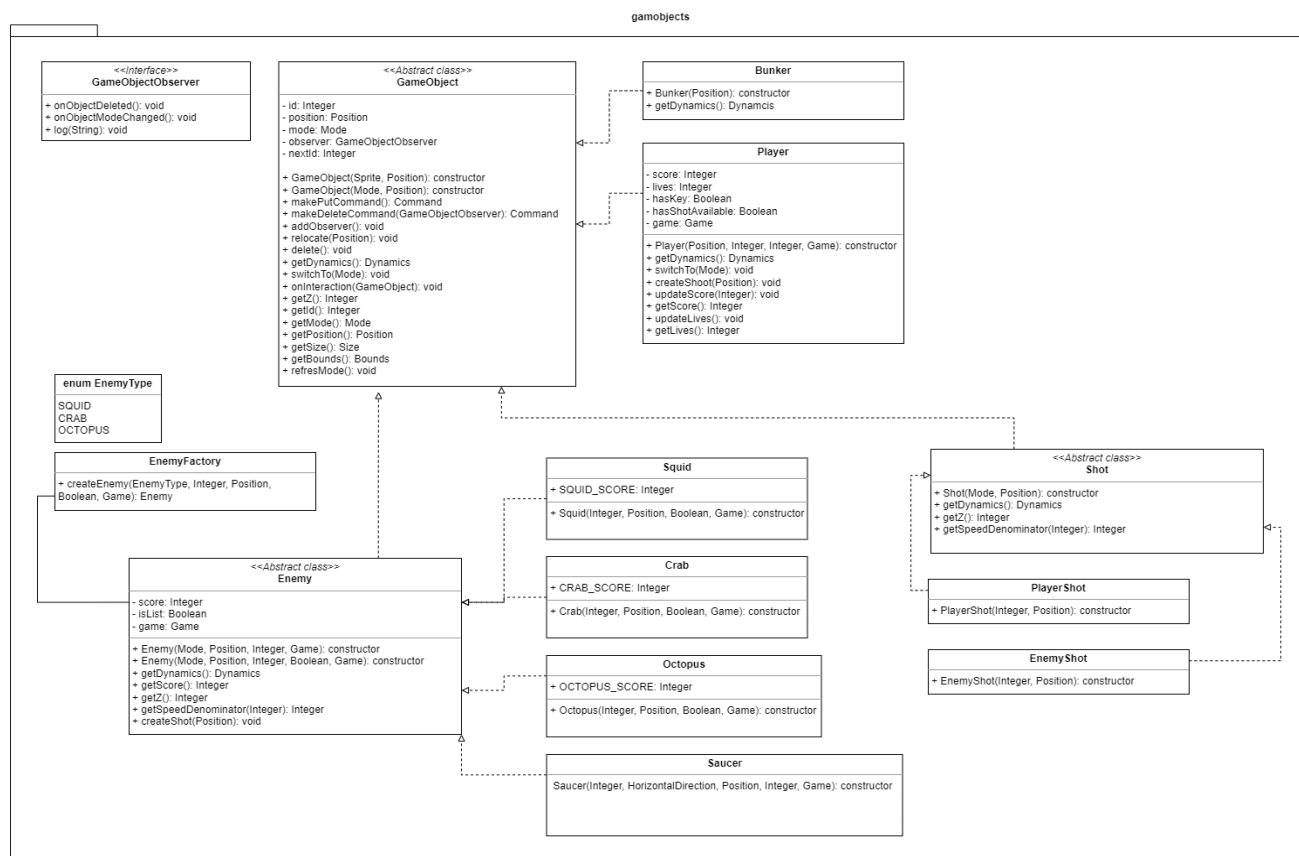 gamobjects
<<Interface>>
GameObjectObserver
+ onObjectDeleted(): void
+ onObjectModeChanged(): void
+ log(String): void
<<Abstract class>>
GameObject
- id: Integer
- position: Position
- mode: Mode
- observer: GameObjectObserver
- nextId: Integer
+ GameObject(Sprite, Position): constructor
+ GameObject(Mode, Position): constructor
+ makePutCommand(): Command
+ makeDeleteCommand(GameObjectObserver): Command
+ addObserver(): void
+ relocate(Position): void
+ delete(): void
+ getDynamics(): Dynamics
+ switchTo(Mode): void
+ onInteraction(GameObject): void
+ getZ(): Integer
+ getId(): Integer
+ getMode(): Mode
+ getPosition(): Position
+ getSize(): Size
+ getBounds(): Bounds
+ refresMode(): void
Bunker
+ Bunker(Position): constructor
+ getDynamics(): Dynamcis
Player
- score: Integer
- lives: Integer
- hasKey: Boolean
- hasShotAvailable: Boolean
- game: Game
+ Player(Position, Integer, Integer, Game): constructor
+ getDynamics(): Dynamics
+ switchTo(Mode): void
+ createShoot(Position): void
+ updateScore(Integer): void
+ getScore(): Integer
+ updateLives(): void
+ getLives(): Integer
enum EnemyType
SQUID
CRAB
OCTOPUS
EnemyFactory
+ createEnemy(EnemyType, Integer, Position,
Boolean, Game): Enemy
<<Abstract class>>
Enemy
- score: Integer
- isList: Boolean
- game: Game
+ Enemy(Mode, Position, Integer, Game): constructor
+ Enemy(Mode, Position, Integer, Boolean, Game): constructor
+ getDynamics(): Dynamics
+ getScore(): Integer
+ getZ(): Integer
+ getSpeedDenominator(Integer): Integer
+ createShot(Position): void
Squid
+ SQUID_SCORE: Integer
+ Squid(Integer, Position, Boolean, Game): constructor
Crab
+ CRAB_SCORE: Integer
+ Crab(Integer, Position, Boolean, Game): constructor
Octopus
+ OCTOPUS_SCORE: Integer
+ Octopus(Integer, Position, Boolean, Game): constructor
Saucer
Saucer(Integer, HorizontalDirection, Position, Integer, Game): constructor
<<Abstract class>>
Shot
+ Shot(Mode, Position): constructor
+ getDynamics(): Dynamics
+ getZ(): Integer
+ getSpeedDenominator(Integer): Integer
PlayerShot
+ PlayerShot(Integer, Position): constructor
EnemyShot
+ EnemyShot(Integer, Position): constructor